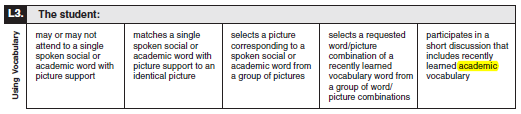 L3. The student:
Using Vocabulary
may or may not
attend to a single
spoken social or
academic word with
picture support
matches a single
spoken social or
academic word with
picture support to an
identical picture
selects a picture
corresponding to a
spoken social or
academic word from
a group of pictures
selects a requested
word/picture
combination of a
recently learned
vocabulary word from
a group of word/
picture combinations
participates in a
short discussion that
includes recently
learned academic
vocabulary